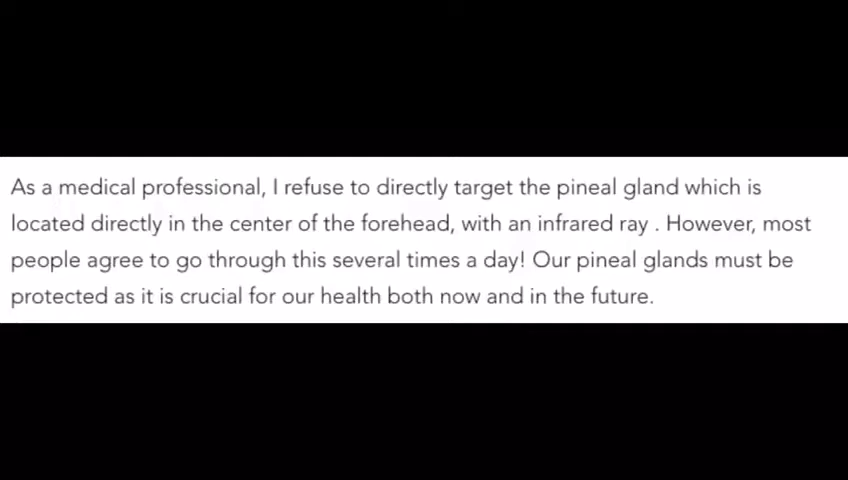 As a medical professional, I refuse to directly target the pineal gland which is
located directly in the center of the forehead, with an infrared ray . However, most
people agree to go through this several times a day! Our pineal glands must be
protected as it is crucial for our health both now and in the future.